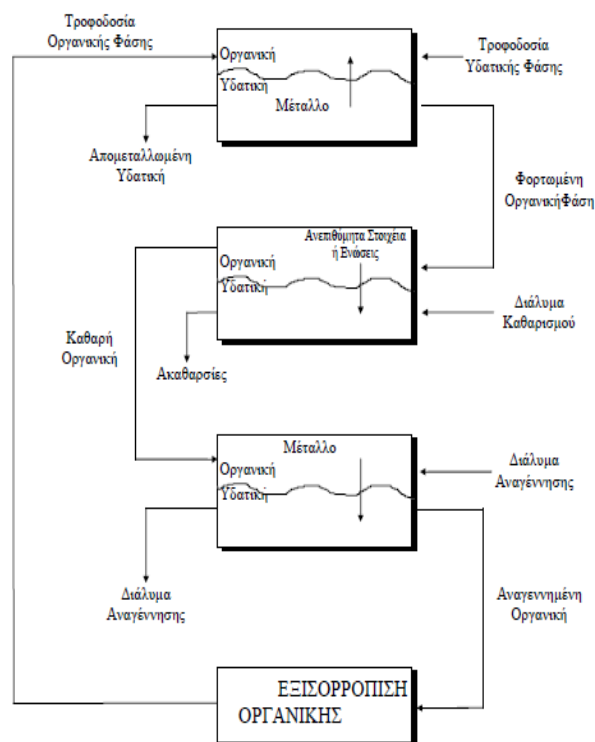 Τροφοδοσία
Οργανικής Φάσης
Οργανική
Υδατική
Μέταλλο
Τροφοδοσία
Υδατικής Φάσης
Απομεταλλωμένη
Υδατική
Φορτωμένη
ΟργανικήΦάση
Ανεπιθύμητα Στοιχεία
ή Ενώσεις
Οργανική
Υδατική
Διάλυμα
Καθαρισμού
Καθαρή
Οργανική
Ακαθαρσίες
Μέταλλο
Οργανική
Υδατική
Διάλυμα
Αναγέννησης
Διάλυμα
Αναγέννησης
Αναγεννημένη
Οργανική
ΕΞΙΣΟΡΡΟΠΙΣΗ
ΟΡΓΑΝΙΚΗΣ